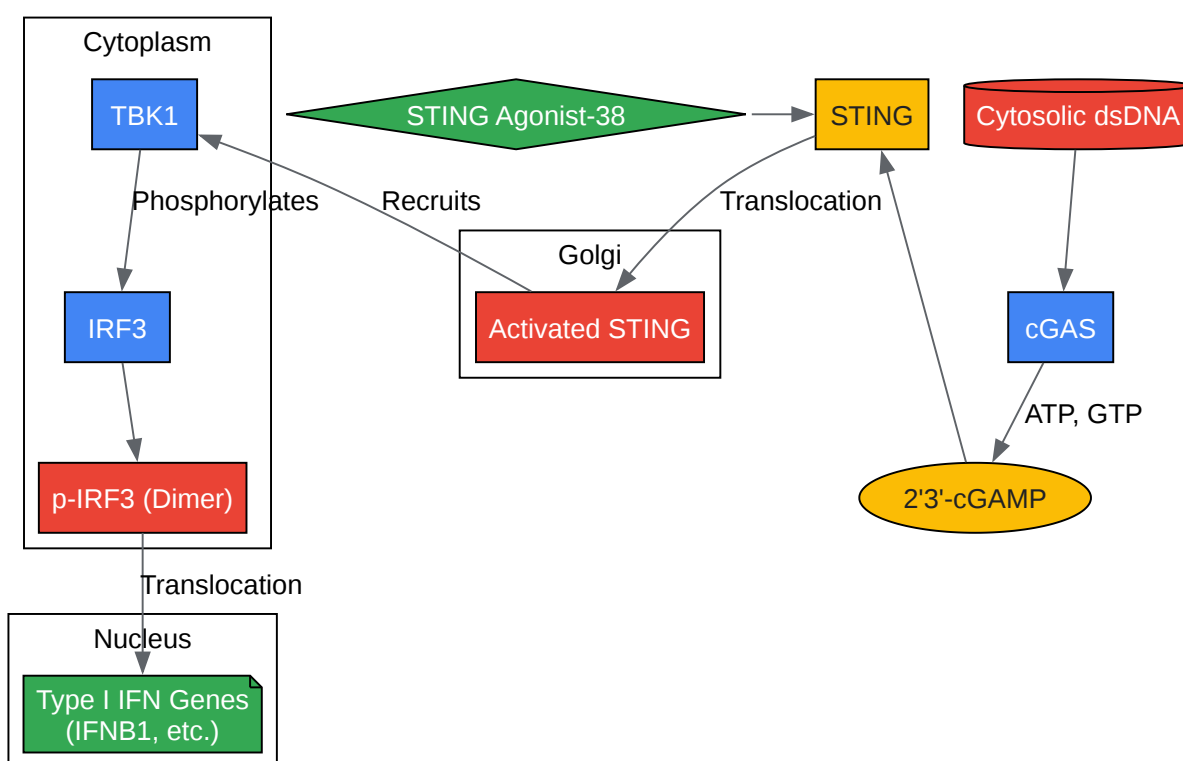 Cytoplasm
TBK1
STING Agonist-38
STING
Cytosolic dsDNA
Phosphorylates
Recruits
Translocation
Golgi
IRF3
Activated STING
cGAS
ATP, GTP
p-IRF3 (Dimer)
2'3'-cGAMP
Translocation
Nucleus
Type I IFN Genes
(IFNB1, etc.)